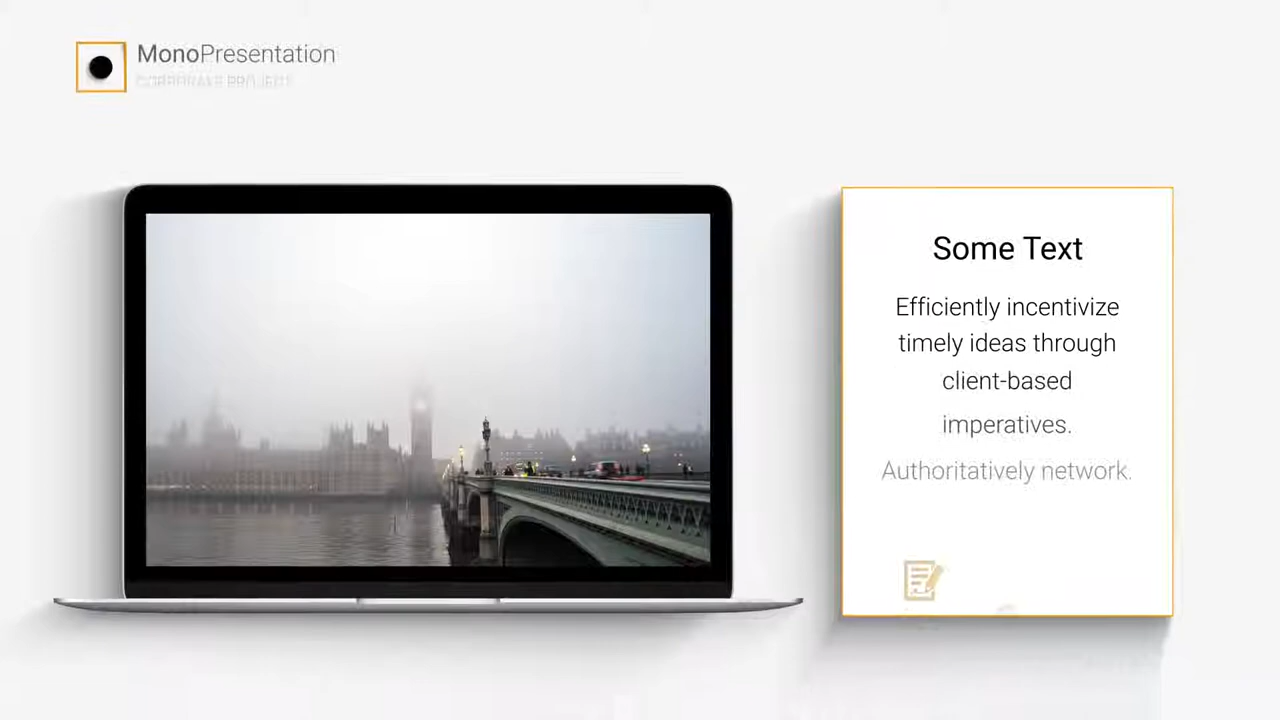 MonoPresentation
CORPORATE PROJECT
Some Text
Efficiently incentivize
timely ideas through
client-based
imperatives.
Authoritatively network.